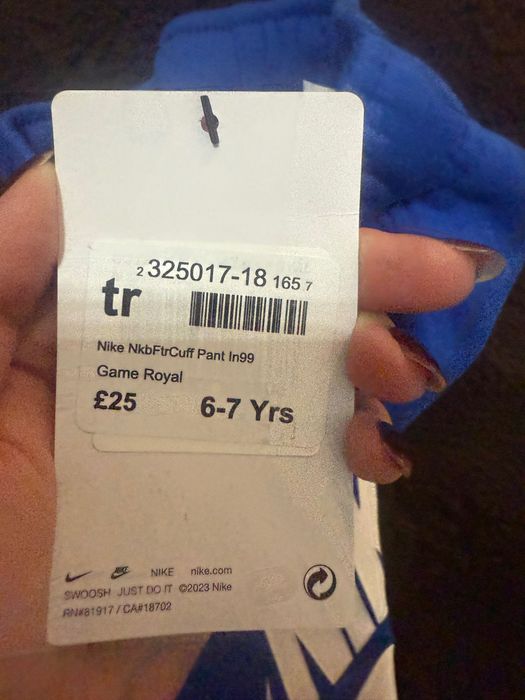 2 325017-18 165 7
tr
Nike NkbFtrCuff Pant In99
Game Royal
£25 6-7 Yrs
NIKE NIKE nike.com
SWOOSH JUST DO IT ©2023 Nike
RN#81917 / CA#18702